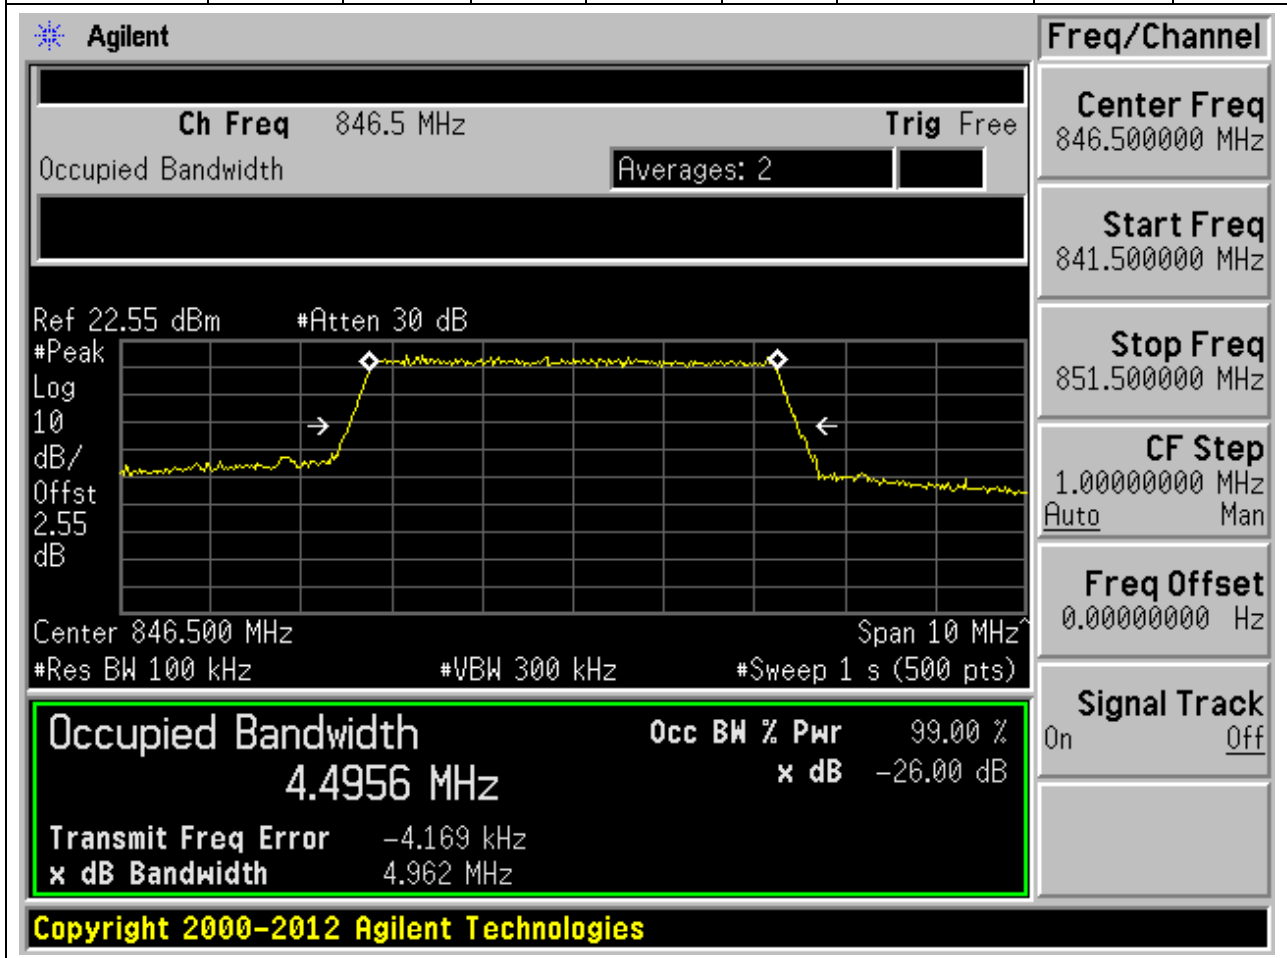 Agilent
Freq/Channel
Ch Freq 846.5 MHz Trig Free
Occupied Bandwidth Averages: 2
Center Freq
846.500000 MHz
Start Freq
841.500000 MHz
Stop Freq
851.500000 MHz
CF Step
1.00000000 MHz
Auto Man
Freq Offset
0.00000000 Hz
Signal Track
On Off
Ref 22.55 dBm #Atten 30 dB
#Peak
Log
10
dB/
Offst
2.55
dB
Center 846.500 MHz Span 10 MHz^
#Res BW 100 kHz #VBW 300 kHz #Sweep 1 s (500 pts)
Occupied Bandwidth Occ BW % Pwr 99.00 %
4.4956 MHz x dB -26.00 dB
Transmit Freq Error -4.169 kHz
x dB Bandwidth 4.962 MHz
Copyright 2000-2012 Agilent Technologies